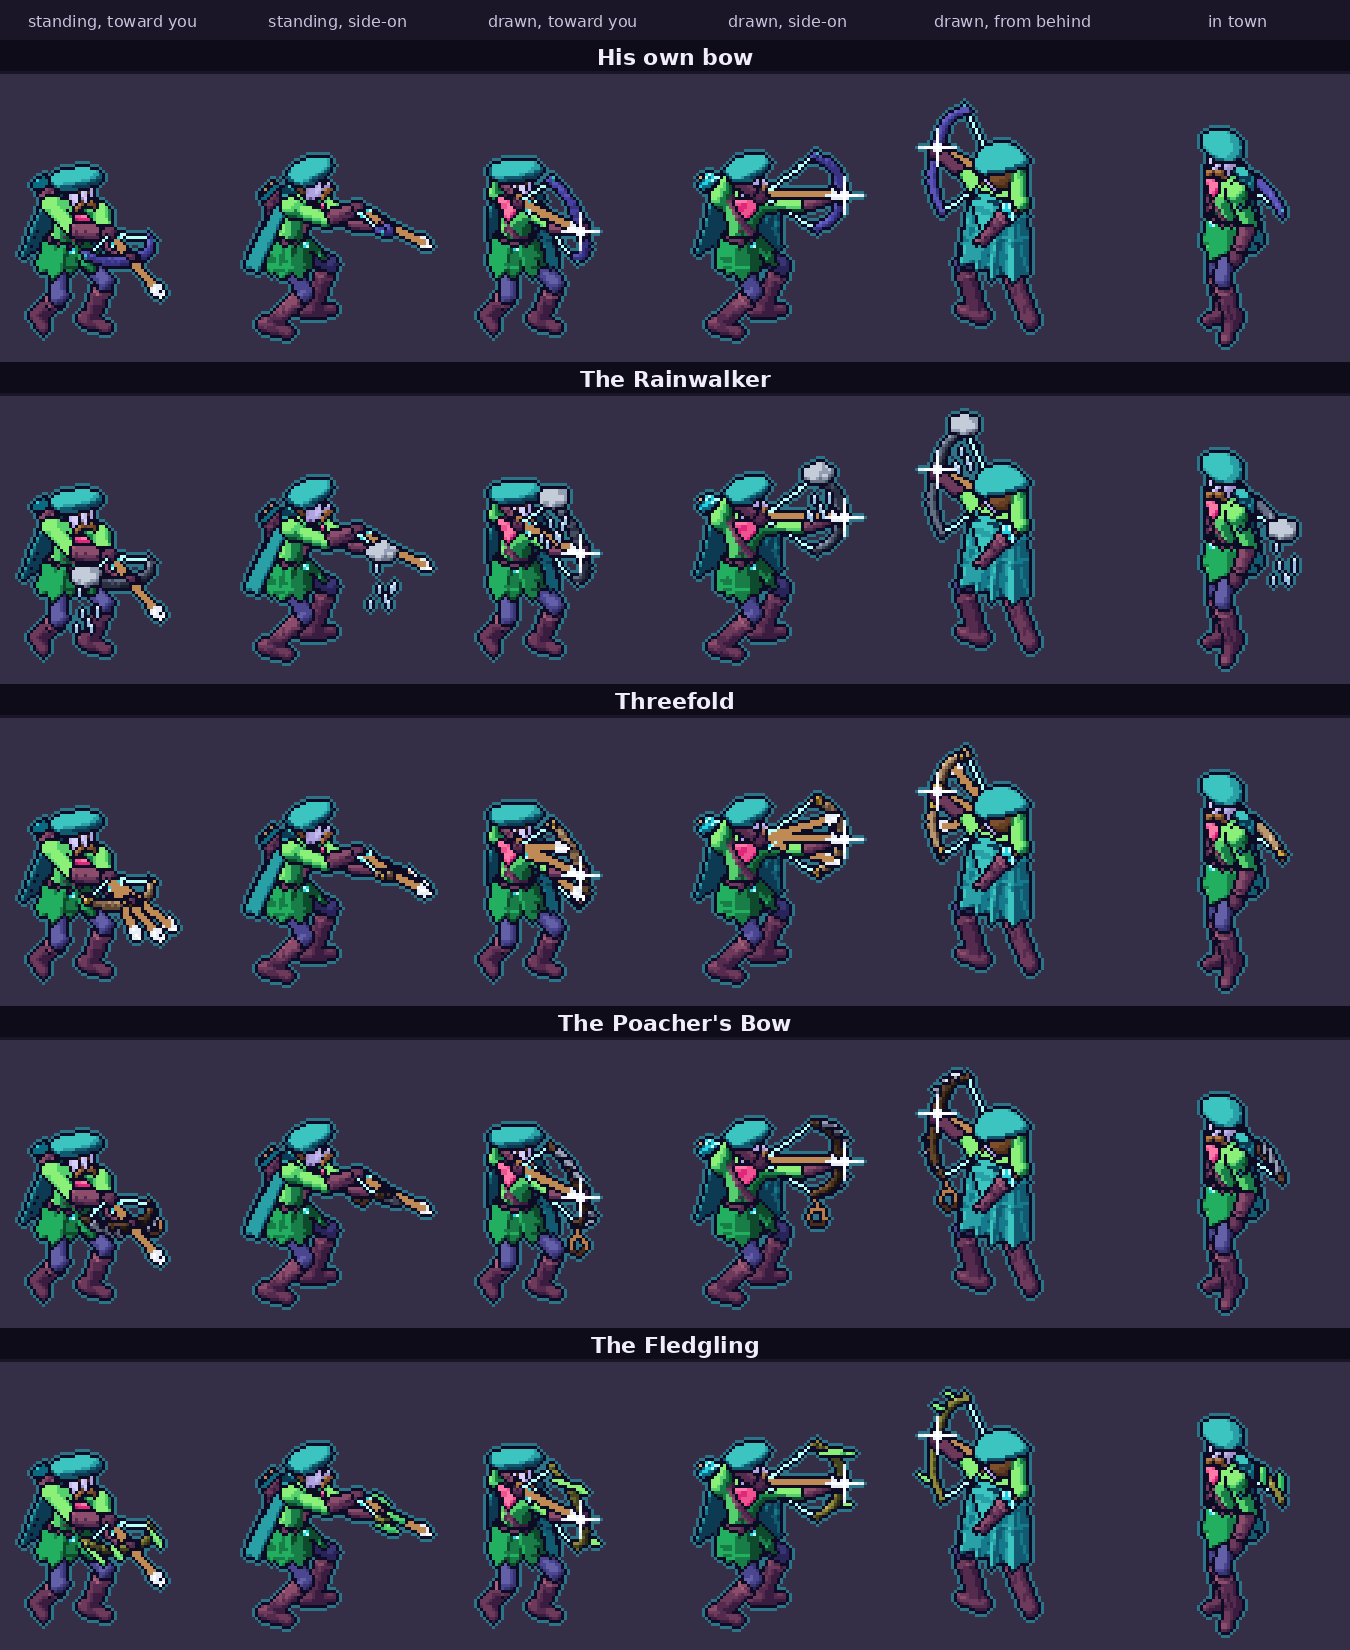 standing, toward you standing, side-on drawn, toward you drawn, side-on drawn, from behind in town
His own bow
The Rainwalker
Threefold
The Poacher's Bow
The Fledgling